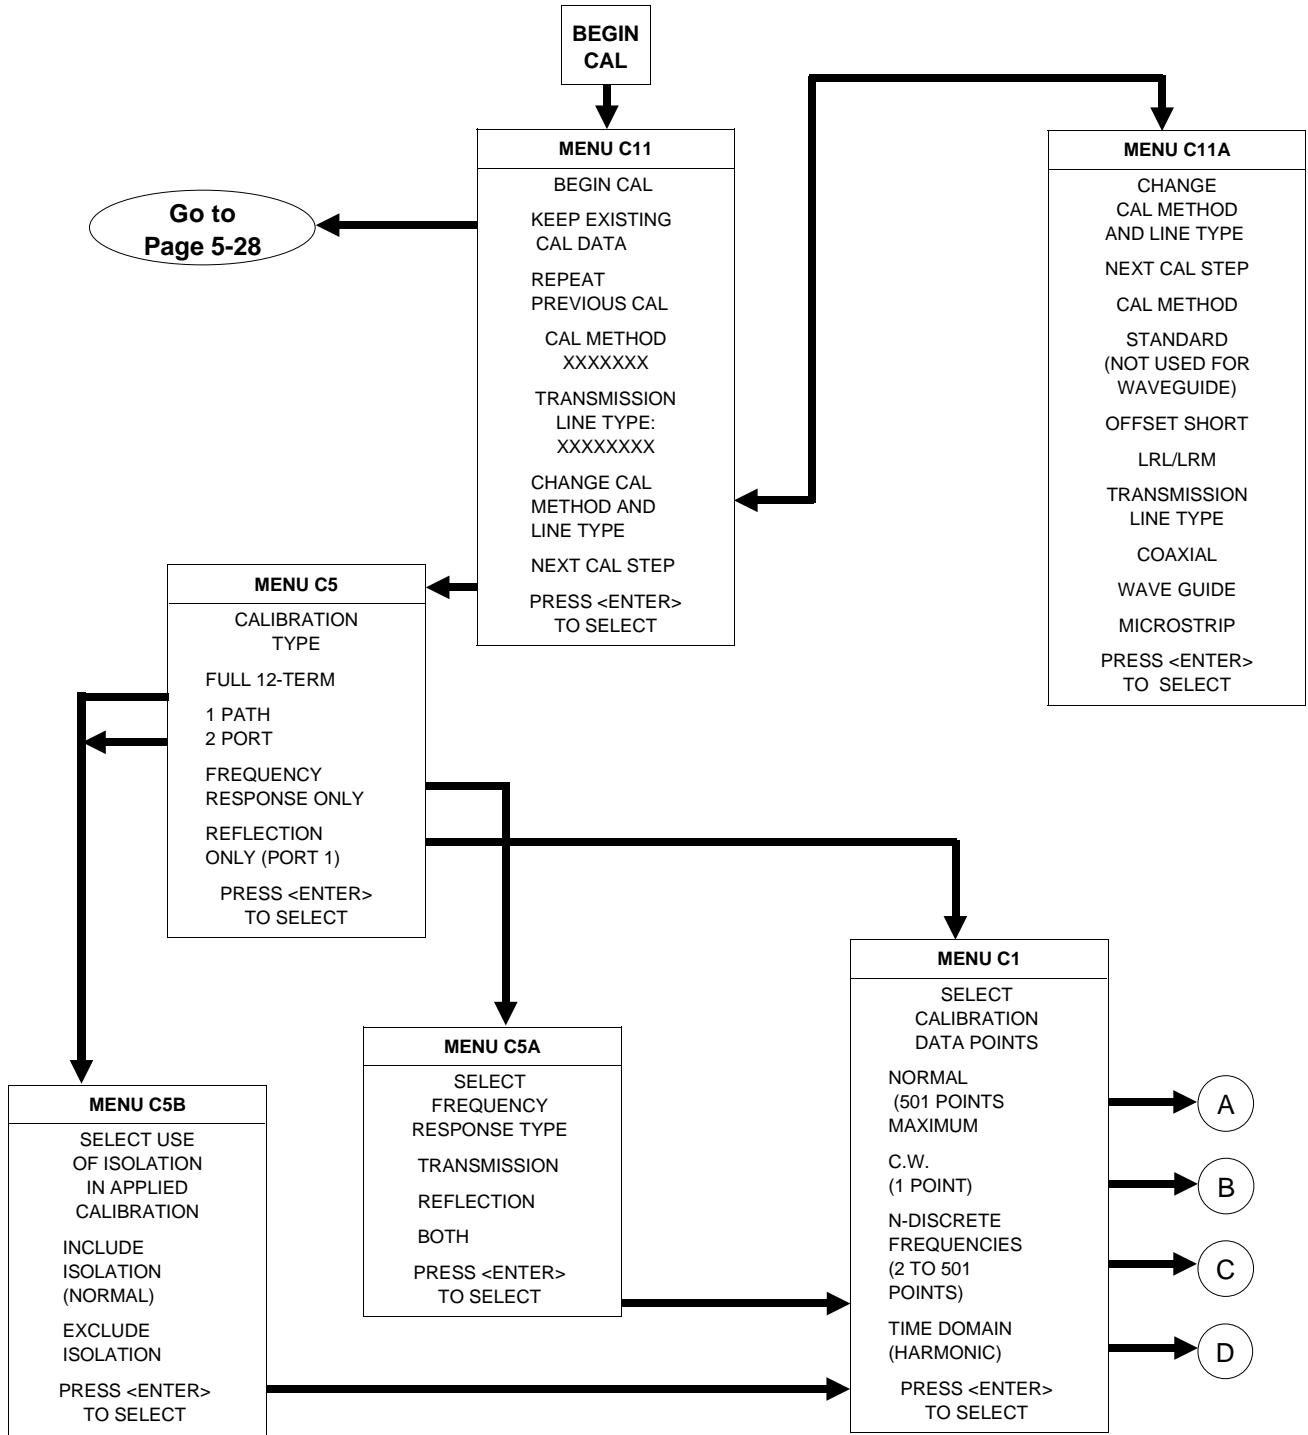 BEGIN
CAL
MENU C11
BEGIN CAL
KEEP EXISTING
CAL DATA
REPEAT
PREVIOUS CAL
CAL METHOD
XXXXXXX
TRANSMISSION
LINE TYPE:
XXXXXXXX
CHANGE CAL
METHOD AND
LINE TYPE
NEXT CAL STEP
PRESS <ENTER>
TO SELECT
Go to
Page 5-28
MENU C11A
CHANGE
CAL METHOD
AND LINE TYPE
NEXT CAL STEP
CAL METHOD
STANDARD
(NOT USED FOR
WAVEGUIDE)
OFFSET SHORT
LRL/LRM
TRANSMISSION
LINE TYPE
COAXIAL
WAVE GUIDE
MICROSTRIP
PRESS <ENTER>
TO SELECT
MENU C5
CALIBRATION
TYPE
FULL 12-TERM
1 PATH
2 PORT
FREQUENCY
RESPONSE ONLY
REFLECTION
ONLY (PORT 1)
PRESS <ENTER>
TO SELECT
MENU C5B
SELECT USE
OF ISOLATION
IN APPLIED
CALIBRATION
INCLUDE
ISOLATION
(NORMAL)
EXCLUDE
ISOLATION
PRESS <ENTER>
TO SELECT
MENU C5A
SELECT
FREQUENCY
RESPONSE TYPE
TRANSMISSION
REFLECTION
BOTH
PRESS <ENTER>
TO SELECT
MENU C1
SELECT
CALIBRATION
DATA POINTS
NORMAL
(501 POINTS
MAXIMUM
C.W.
(1 POINT)
N-DISCRETE
FREQUENCIES
(2 TO 501
POINTS)
TIME DOMAIN
(HARMONIC)
PRESS <ENTER>
TO SELECT
A
B
C
D